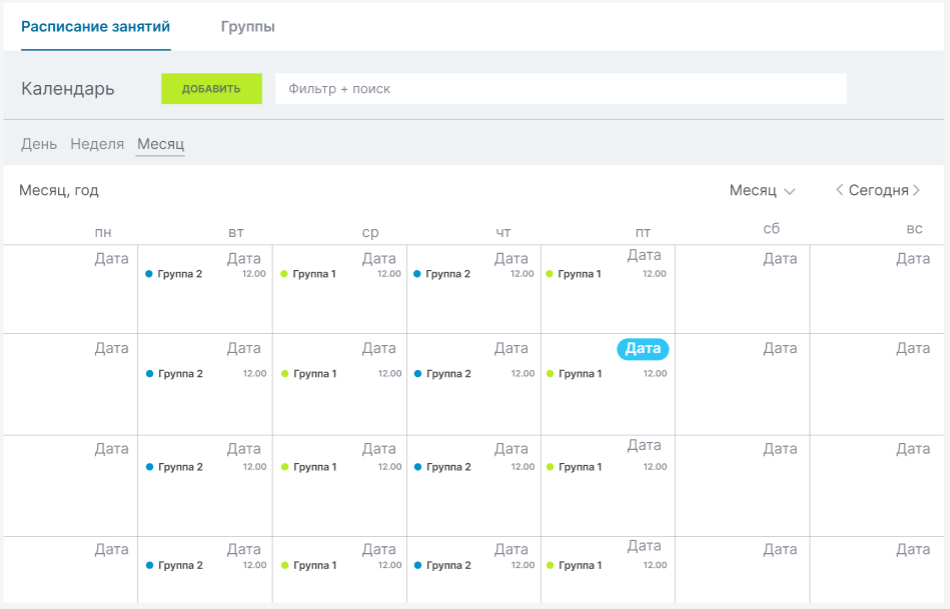 Расписание занятий Группы
Календарь ДОБАВИТЬ Фильтр + поиск
День Неделя Месяц
Месяц, год Месяц Сегодня
пн вт ср чт пт сб вс
Дата Дата Дата Дата Дата Дата Дата
Группа 2 12.00 Группа 1 12.00 Группа 2 12.00 Группа 1 12.00
Дата Дата Дата Дата Дата Дата Дата
Группа 2 12.00 Группа 1 12.00 Группа 2 12.00 Группа 1 12.00
Дата Дата Дата Дата Дата Дата Дата
Группа 2 12.00 Группа 1 12.00 Группа 2 12.00 Группа 1 12.00
Дата Дата Дата Дата Дата Дата Дата
Группа 2 12.00 Группа 1 12.00 Группа 2 12.00 Группа 1 12.00